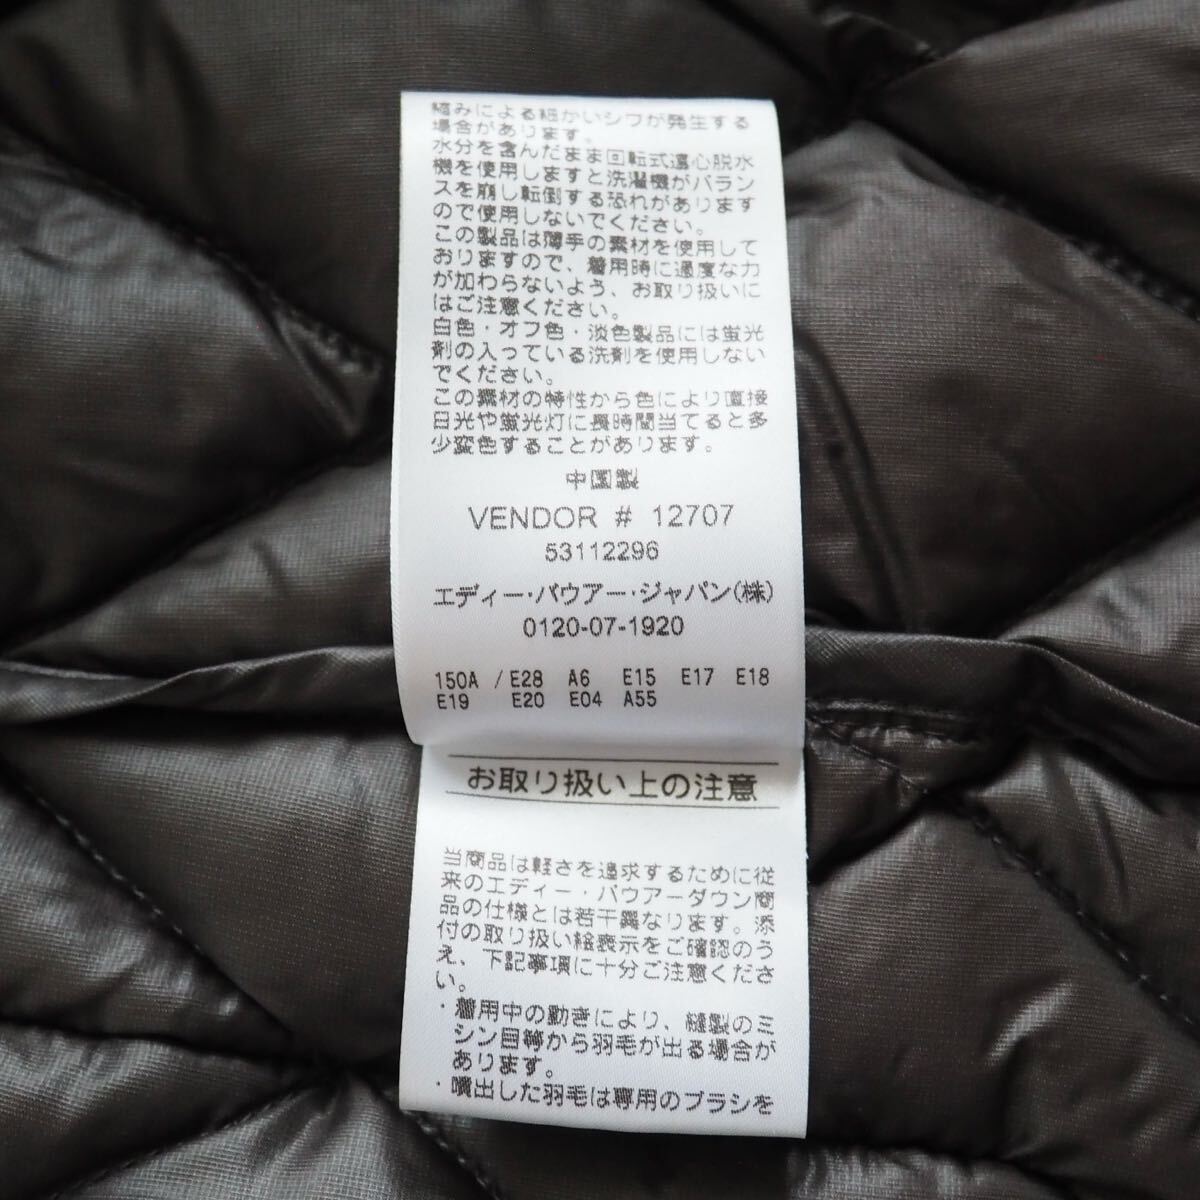 縮みによる細かいシワが発生する
場合があります。
水分を含んだまま回転式遠心脱水
機を使用しますと洗濯機がバラン
スを崩し転倒する恐れがあります
ので使用しないでください。
この製品は薄手の素材を使用して
おりますので、着用時に過度な力
が加わらないよう、お取り扱いに
はご注意ください。
白色・オフ色・淡色製品には蛍光
剤の入っている洗剤を使用しない
でください。
この素材の特性から色により直接
日光や蛍光灯に長時間当てると多
少変色することがあります。
中国製
VENDOR # 12707
53112296
エディー・バウアー・ジャパン(株)
0120-07-1920
150A / E28 A6 E15 E17 E18
E19 E20 E04 A55
お取り扱い上の注意
当商品は軽さを追求するために従
来のエディー・バウアーダウン商
品の仕様とは若干異なります。添
付の取り扱い絵表示をご確認のう
え、下記事項に十分ご注意くださ
い。
・着用中の動きにより、縫製のミ
シン目等から羽毛が出る場合が
あります。
・噴出した羽毛は専用のブラシを